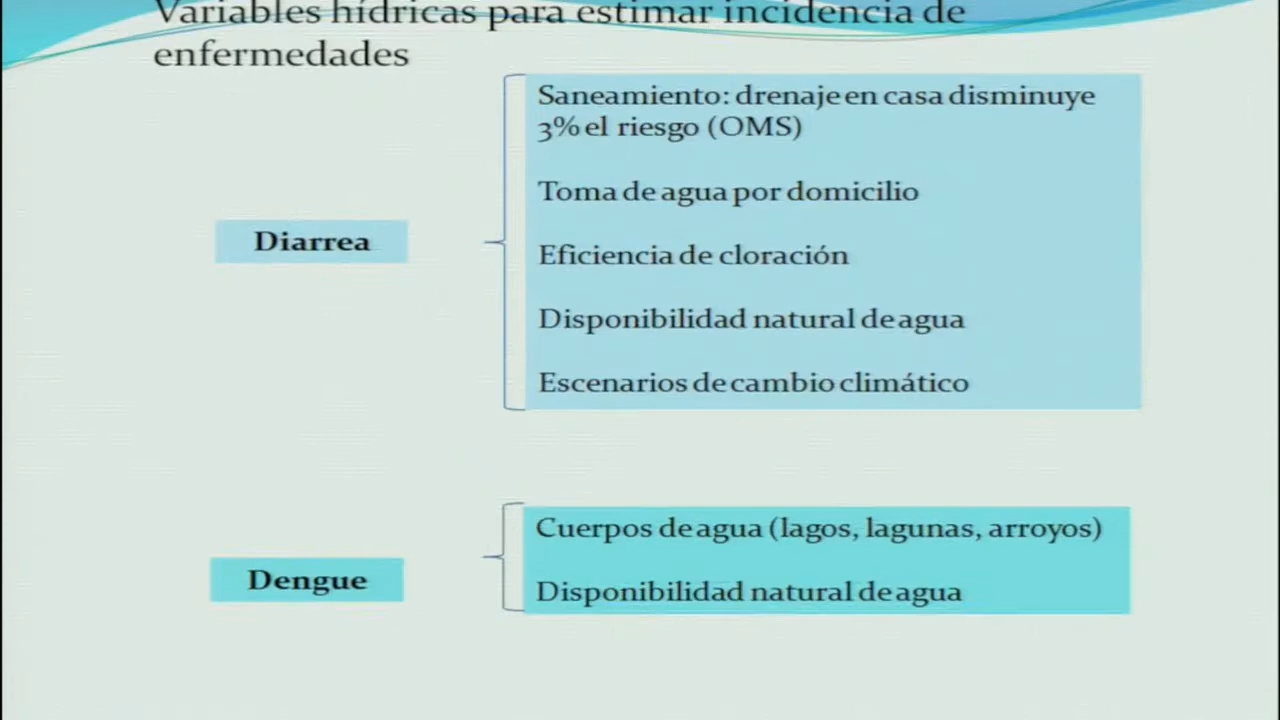 Variables hídricas para estimar incidencia de
enfermedades
Saneamiento: drenaje en casa disminuye
3% el riesgo (OMS)
Toma de agua por domicilio
Diarrea
Eficiencia de cloración
Disponibilidad natural de agua
Escenarios de cambio climático
Cuerpos de agua (lagos, lagunas, arroyos)
Dengue
Disponibilidad natural de agua